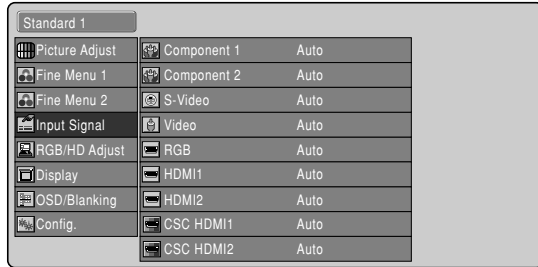 Standard 1
Picture Adjust
Fine Menu 1
Fine Menu 2
Input Signal
RGB/HD Adjust
Display
OSD/Blanking
Config.
Component 1 Auto
Component 2 Auto
S-Video Auto
Video Auto
RGB Auto
HDMI1 Auto
HDMI2 Auto
CSC HDMI1 Auto
CSC HDMI2 Auto